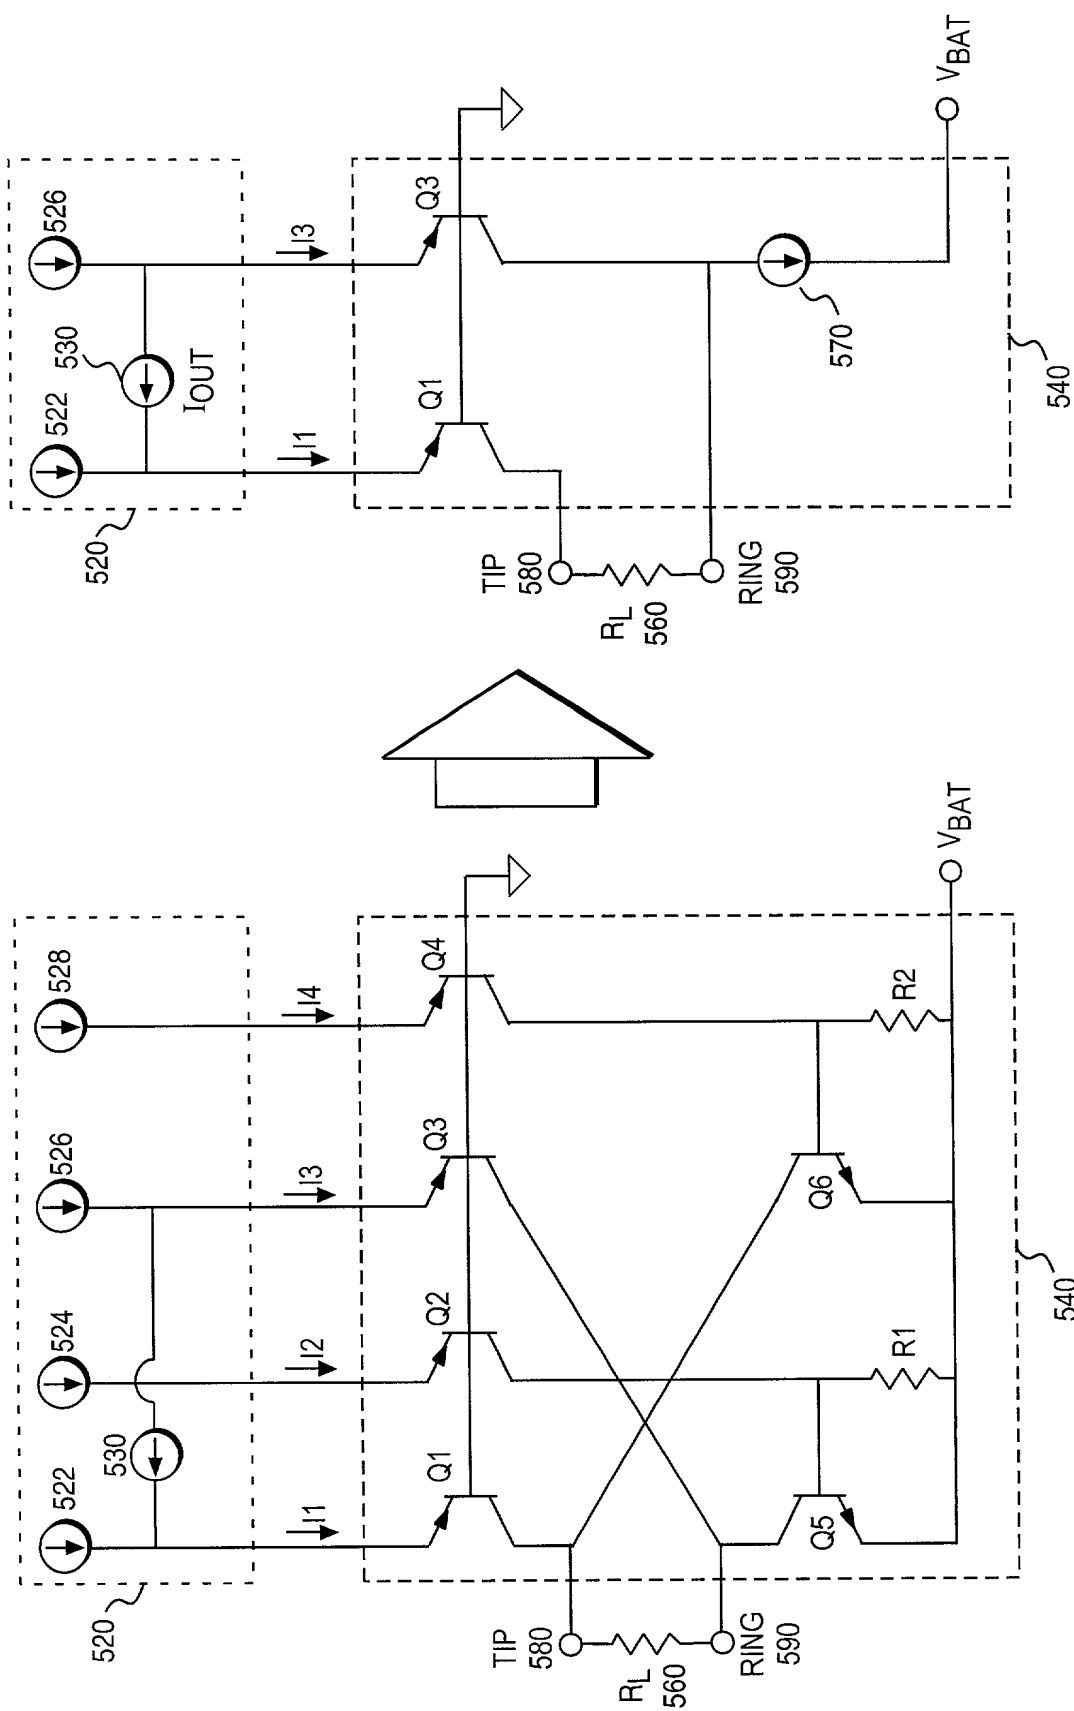 520
522
524
526
528
530
I1
I2
I3
I4
Q1
Q2
Q3
Q4
TIP
580
RL
560
RING
590
Q5
Q6
R1
R2
VBAT
540
520
522
526
530
IOUT
I1
I3
Q1
Q3
TIP
580
RL
560
RING
590
570
VBAT
540